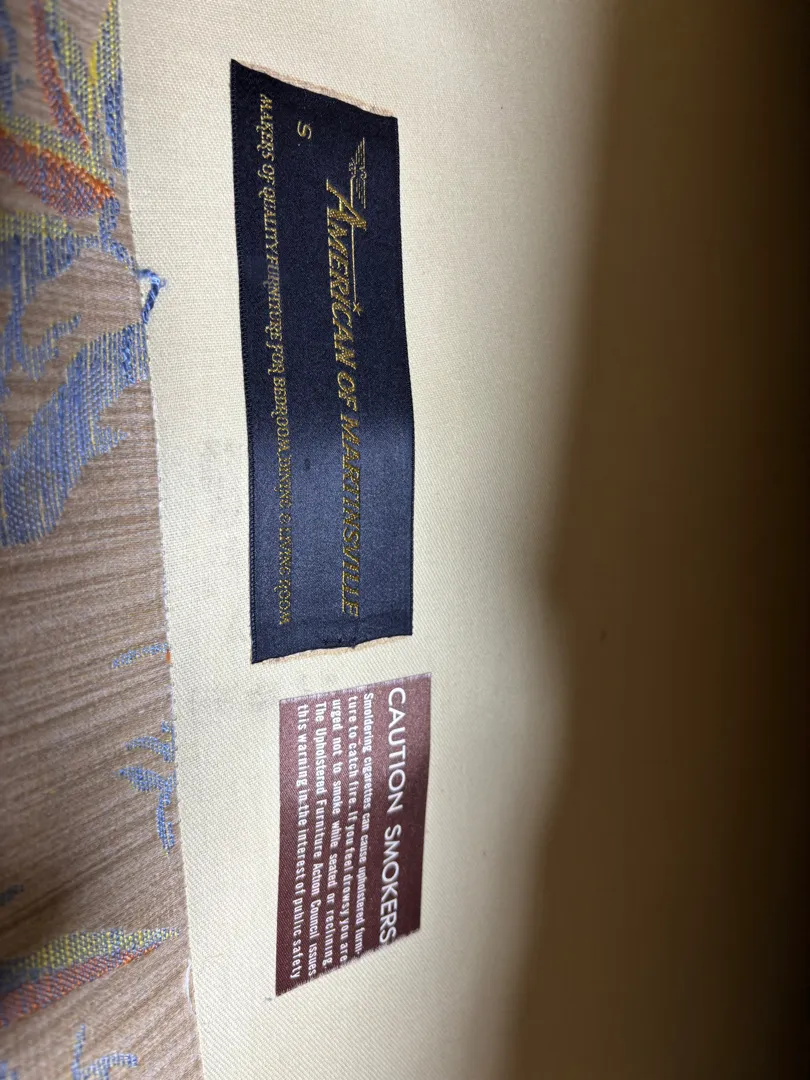 AMERICAN OF MARTINSVILLE
S
MAKERS OF QUALITY FURNITURE FOR BEDROOM, DINING & LIVING ROOM
CAUTION SMOKERS
Smoldering cigarettes can cause upholstered furni-
ture to catch fire. If you feel drowsy you are
urged not to smoke while seated or reclining.
The Upholstered Furniture Action Council issues
this warning in the interest of public safety